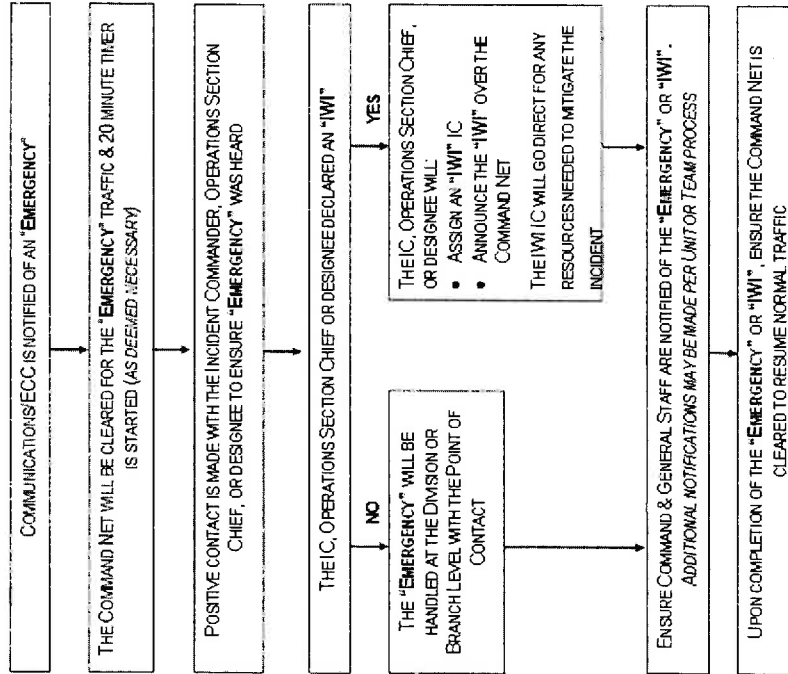 COMMUNICATIONS/ECC IS NOTIFIED OF AN "EMERGENCY"
THE COMMAND NET WILL BE CLEARED FOR THE "EMERGENCY" TRAFFIC & 20 MINUTE TIMER
IS STARTED (AS DEEMED NECESSARY)
POSITIVE CONTACT IS MADE WITH THE INCIDENT COMMANDER, OPERATIONS SECTION
CHIEF, OR DESIGNEE TO ENSURE "EMERGENCY" WAS HEARD
THE IC, OPERATIONS SECTION CHIEF OR DESIGNEE DECLARED AN "IWI"
NO
THE "EMERGENCY" WILL BE
HANDLED AT THE DIVISION OR
BRANCH LEVEL WITH THE POINT OF
CONTACT
YES
THE IC, OPERATIONS SECTION CHIEF,
OR DESIGNEE WILL:
• ASSIGN AN "IWI" IC
• ANNOUNCE THE "IWI" OVER THE
COMMAND NET
THE IWI IC WILL GO DIRECT FOR ANY
RESOURCES NEEDED TO MITIGATE THE
INCIDENT
ENSURE COMMAND & GENERAL STAFF ARE NOTIFIED OF THE "EMERGENCY" OR "IWI".
ADDITIONAL NOTIFICATIONS MAY BE MADE PER UNIT OR TEAM PROCESS
UPON COMPLETION OF THE "EMERGENCY" OR "IWI", ENSURE THE COMMAND NET IS
CLEARED TO RESUME NORMAL TRAFFIC